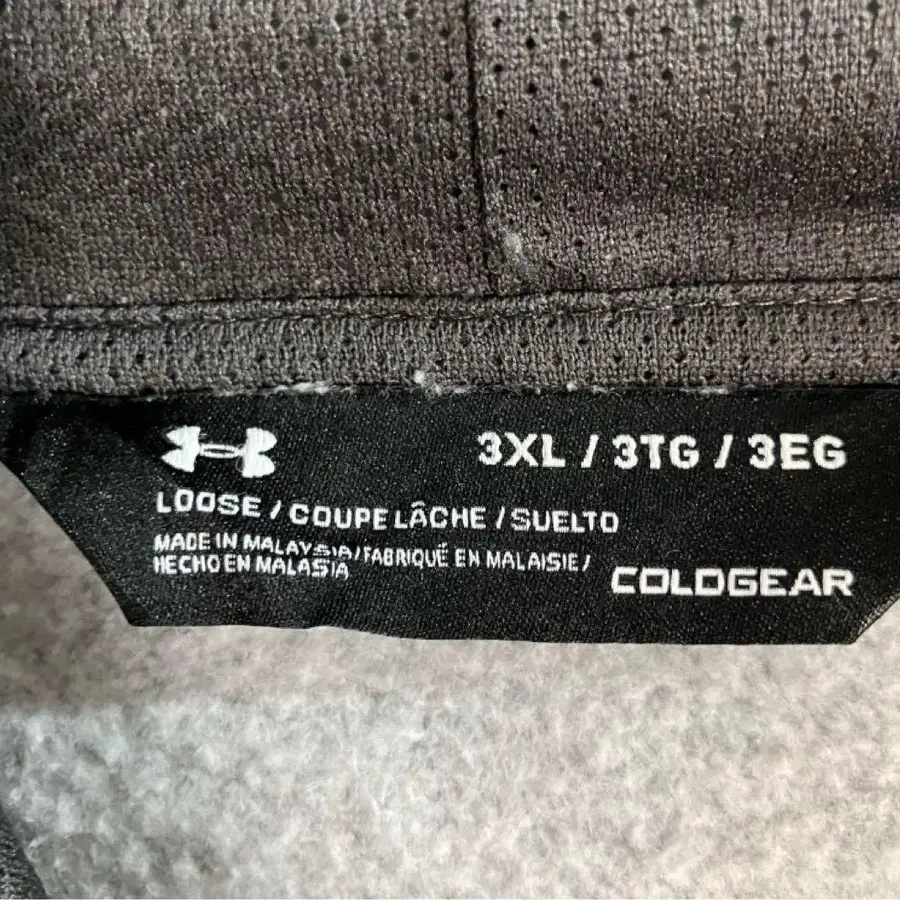 3XL / 3TG / 3EG
LOOSE / COUPE LÂCHE / SUELTO
MADE IN MALAYSIA / FABRIQUÉ EN MALAISIE /
HECHO EN MALASIA
COLDGEAR